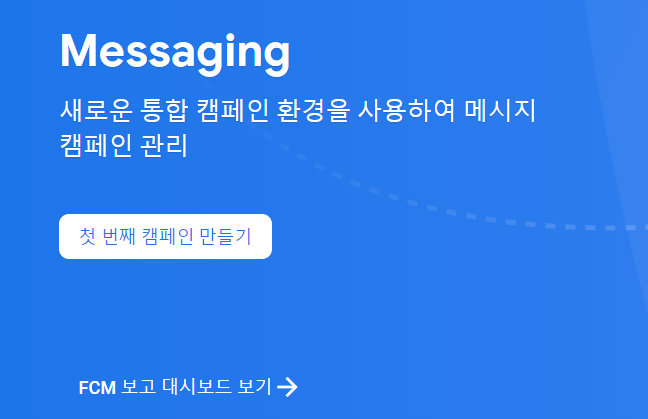 Messaging
새로운 통합 캠페인 환경을 사용하여 메시지
캠페인 관리
첫 번째 캠페인 만들기
FCM 보고 대시보드 보기